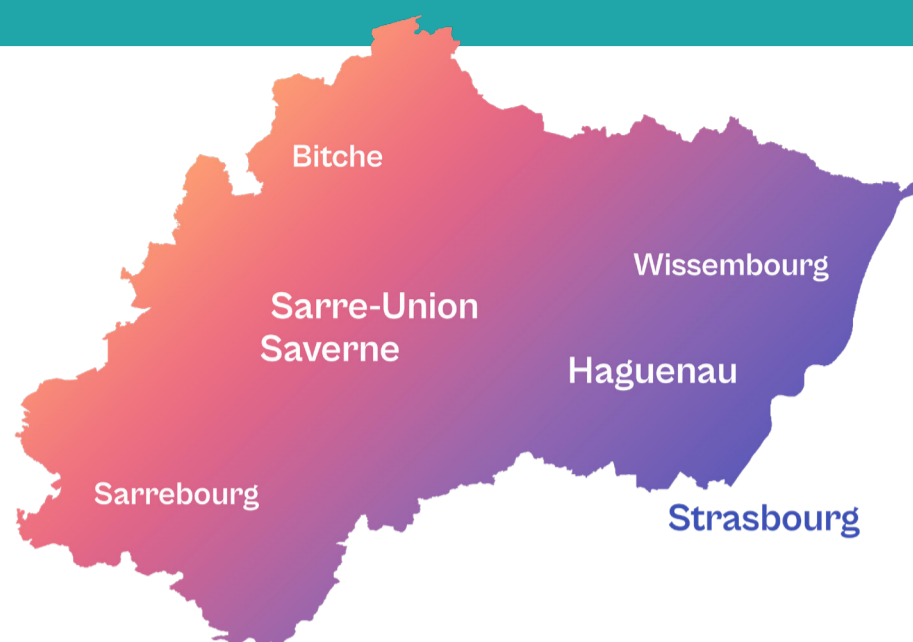 Bitche
Wissembourg
Sarre-Union
Saverne
Haguenau
Sarrebourg
Strasbourg